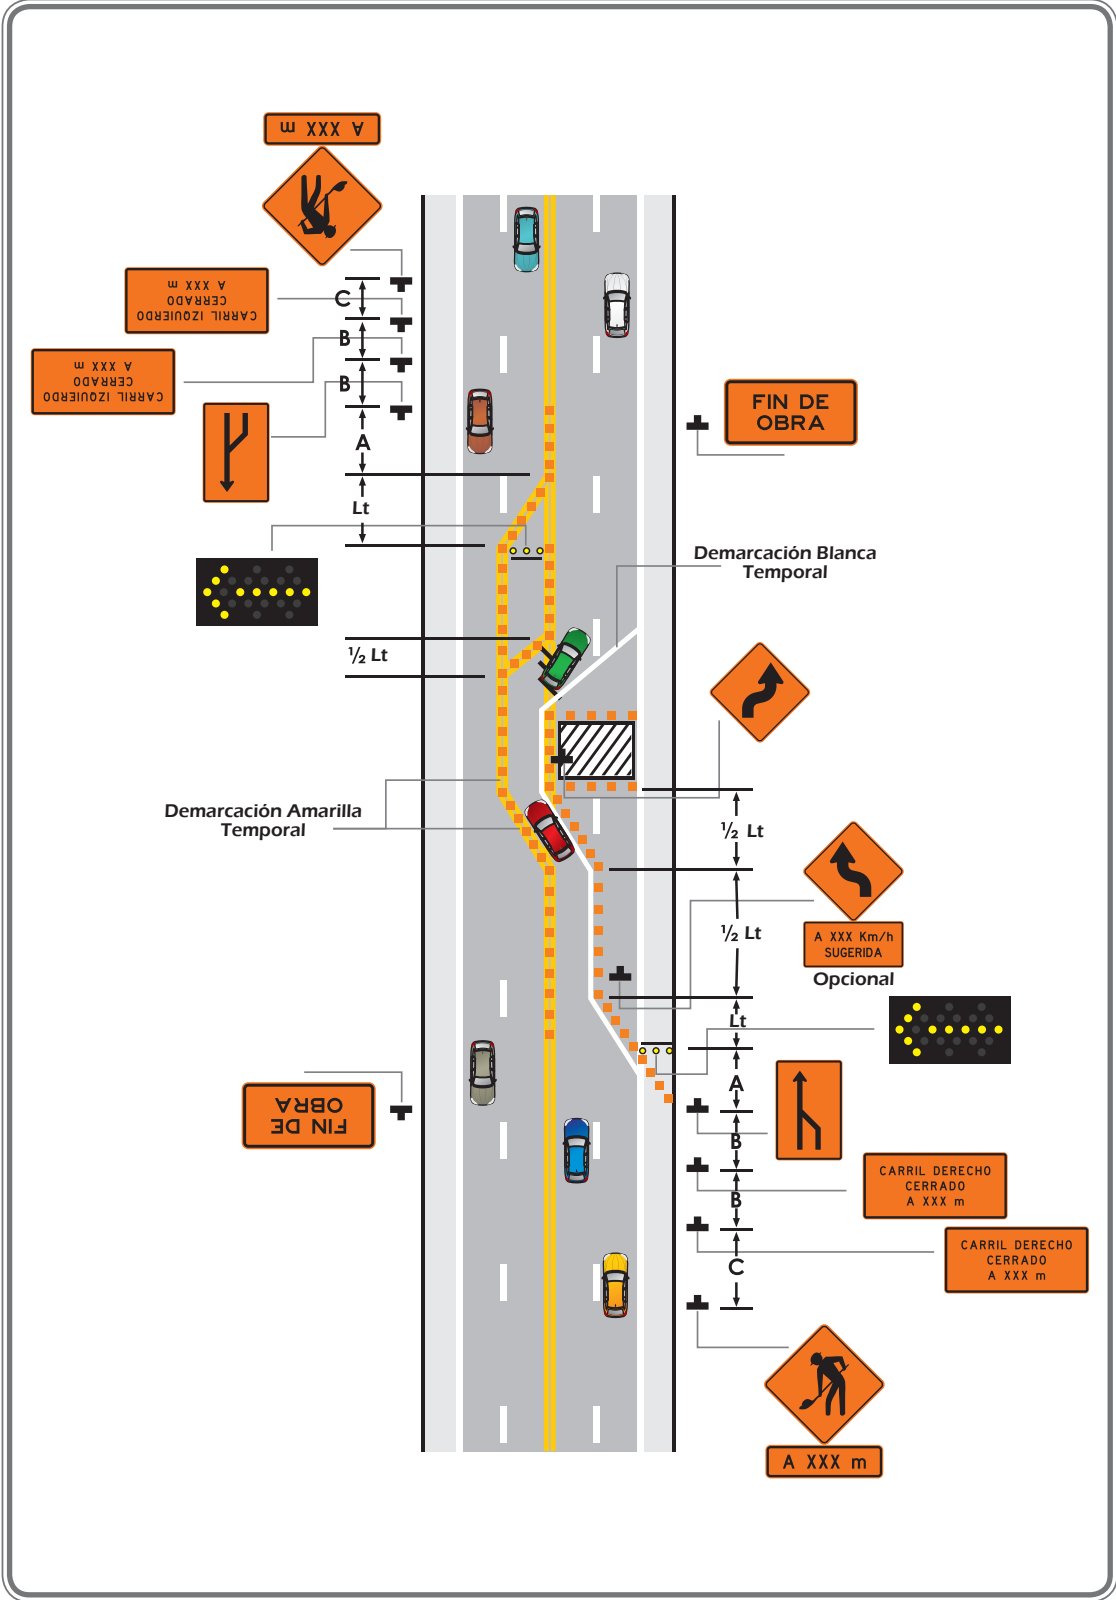 A XXX m
CARRIL IZQUIERDO
CERRADO
A XXX m
C
B
CARRIL IZQUIERDO
CERRADO
A XXX m
B
A
FIN DE
OBRA
Lt
Demarcación Blanca
Temporal
½ Lt
Demarcación Amarilla
Temporal
½ Lt
½ Lt
A XXX Km/h
SUGERIDA
Opcional
Lt
A
FIN DE
OBRA
B
CARRIL DERECHO
CERRADO
A XXX m
B
CARRIL DERECHO
CERRADO
A XXX m
C
A XXX m